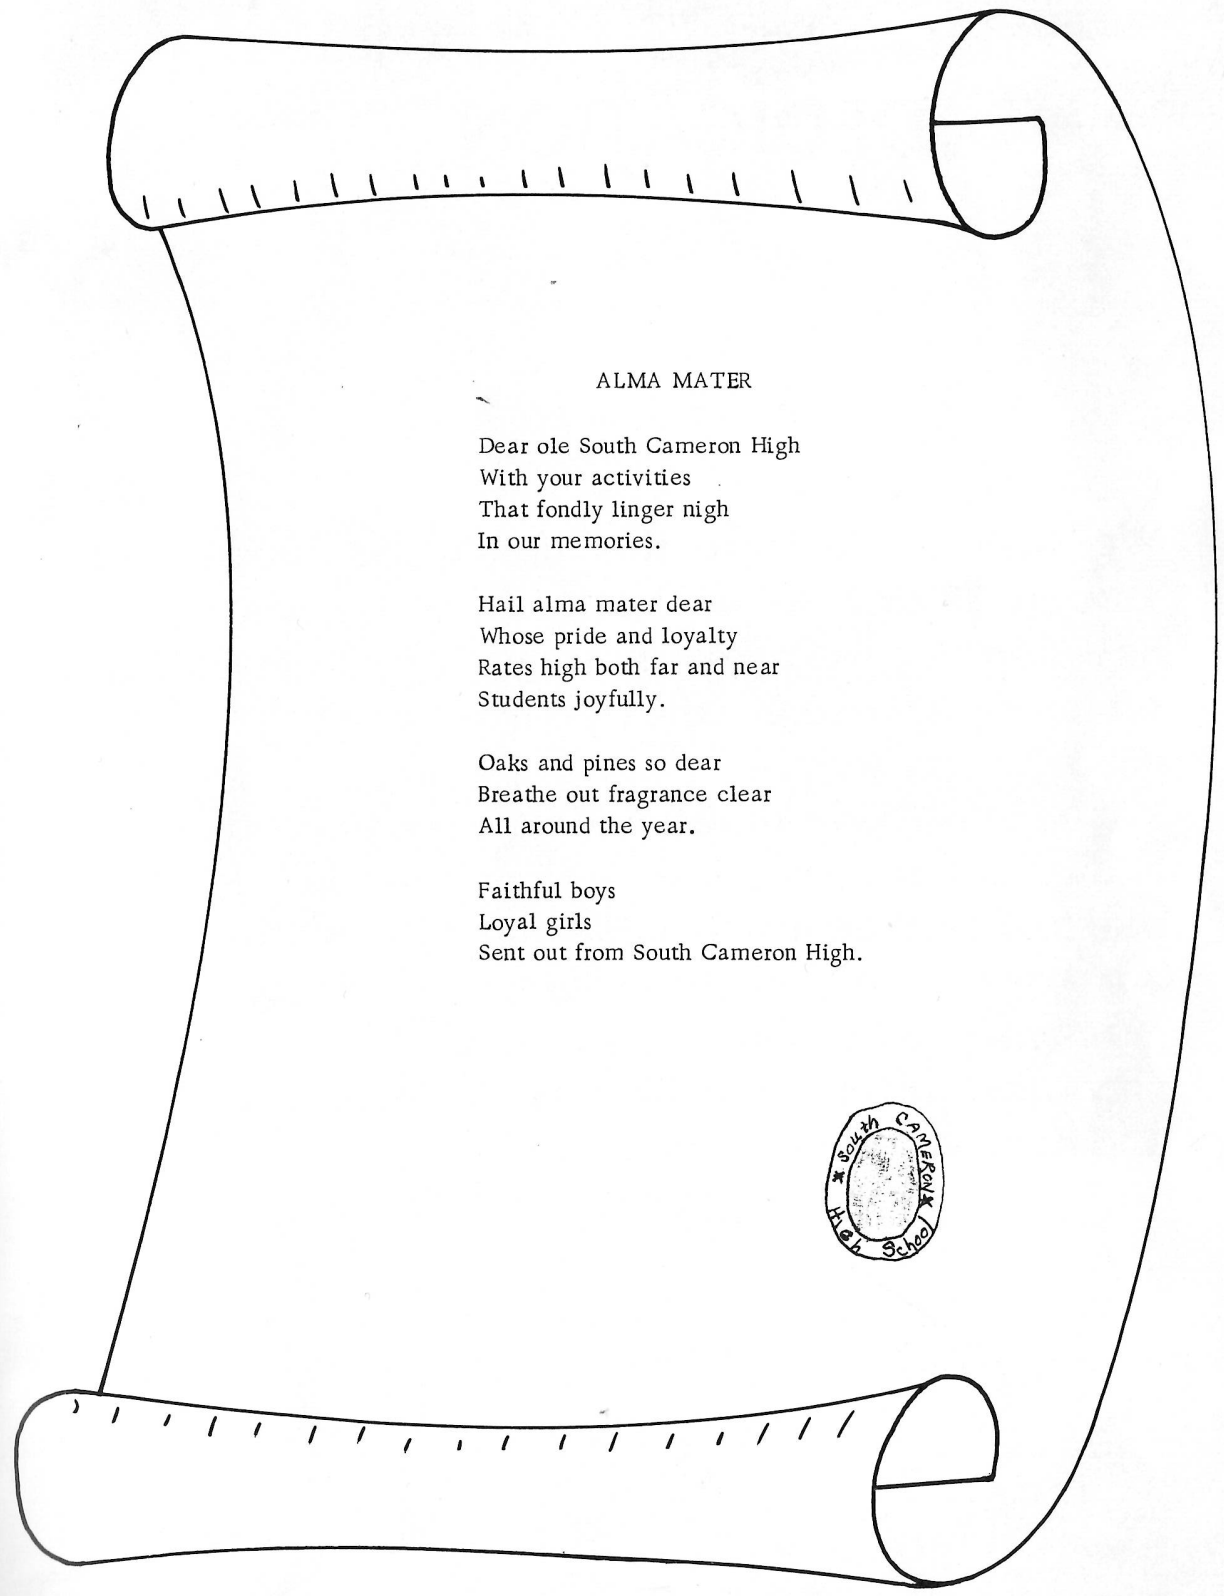 ALMA MATER
Dear ole South Cameron High
With your activities
That fondly linger nigh
In our memories.
Hail alma mater dear
Whose pride and loyalty
Rates high both far and near
Students joyfully.
Oaks and pines so dear
Breathe out fragrance clear
All around the year.
Faithful boys
Loyal girls
Sent out from South Cameron High.
* South CAMERON *
High School